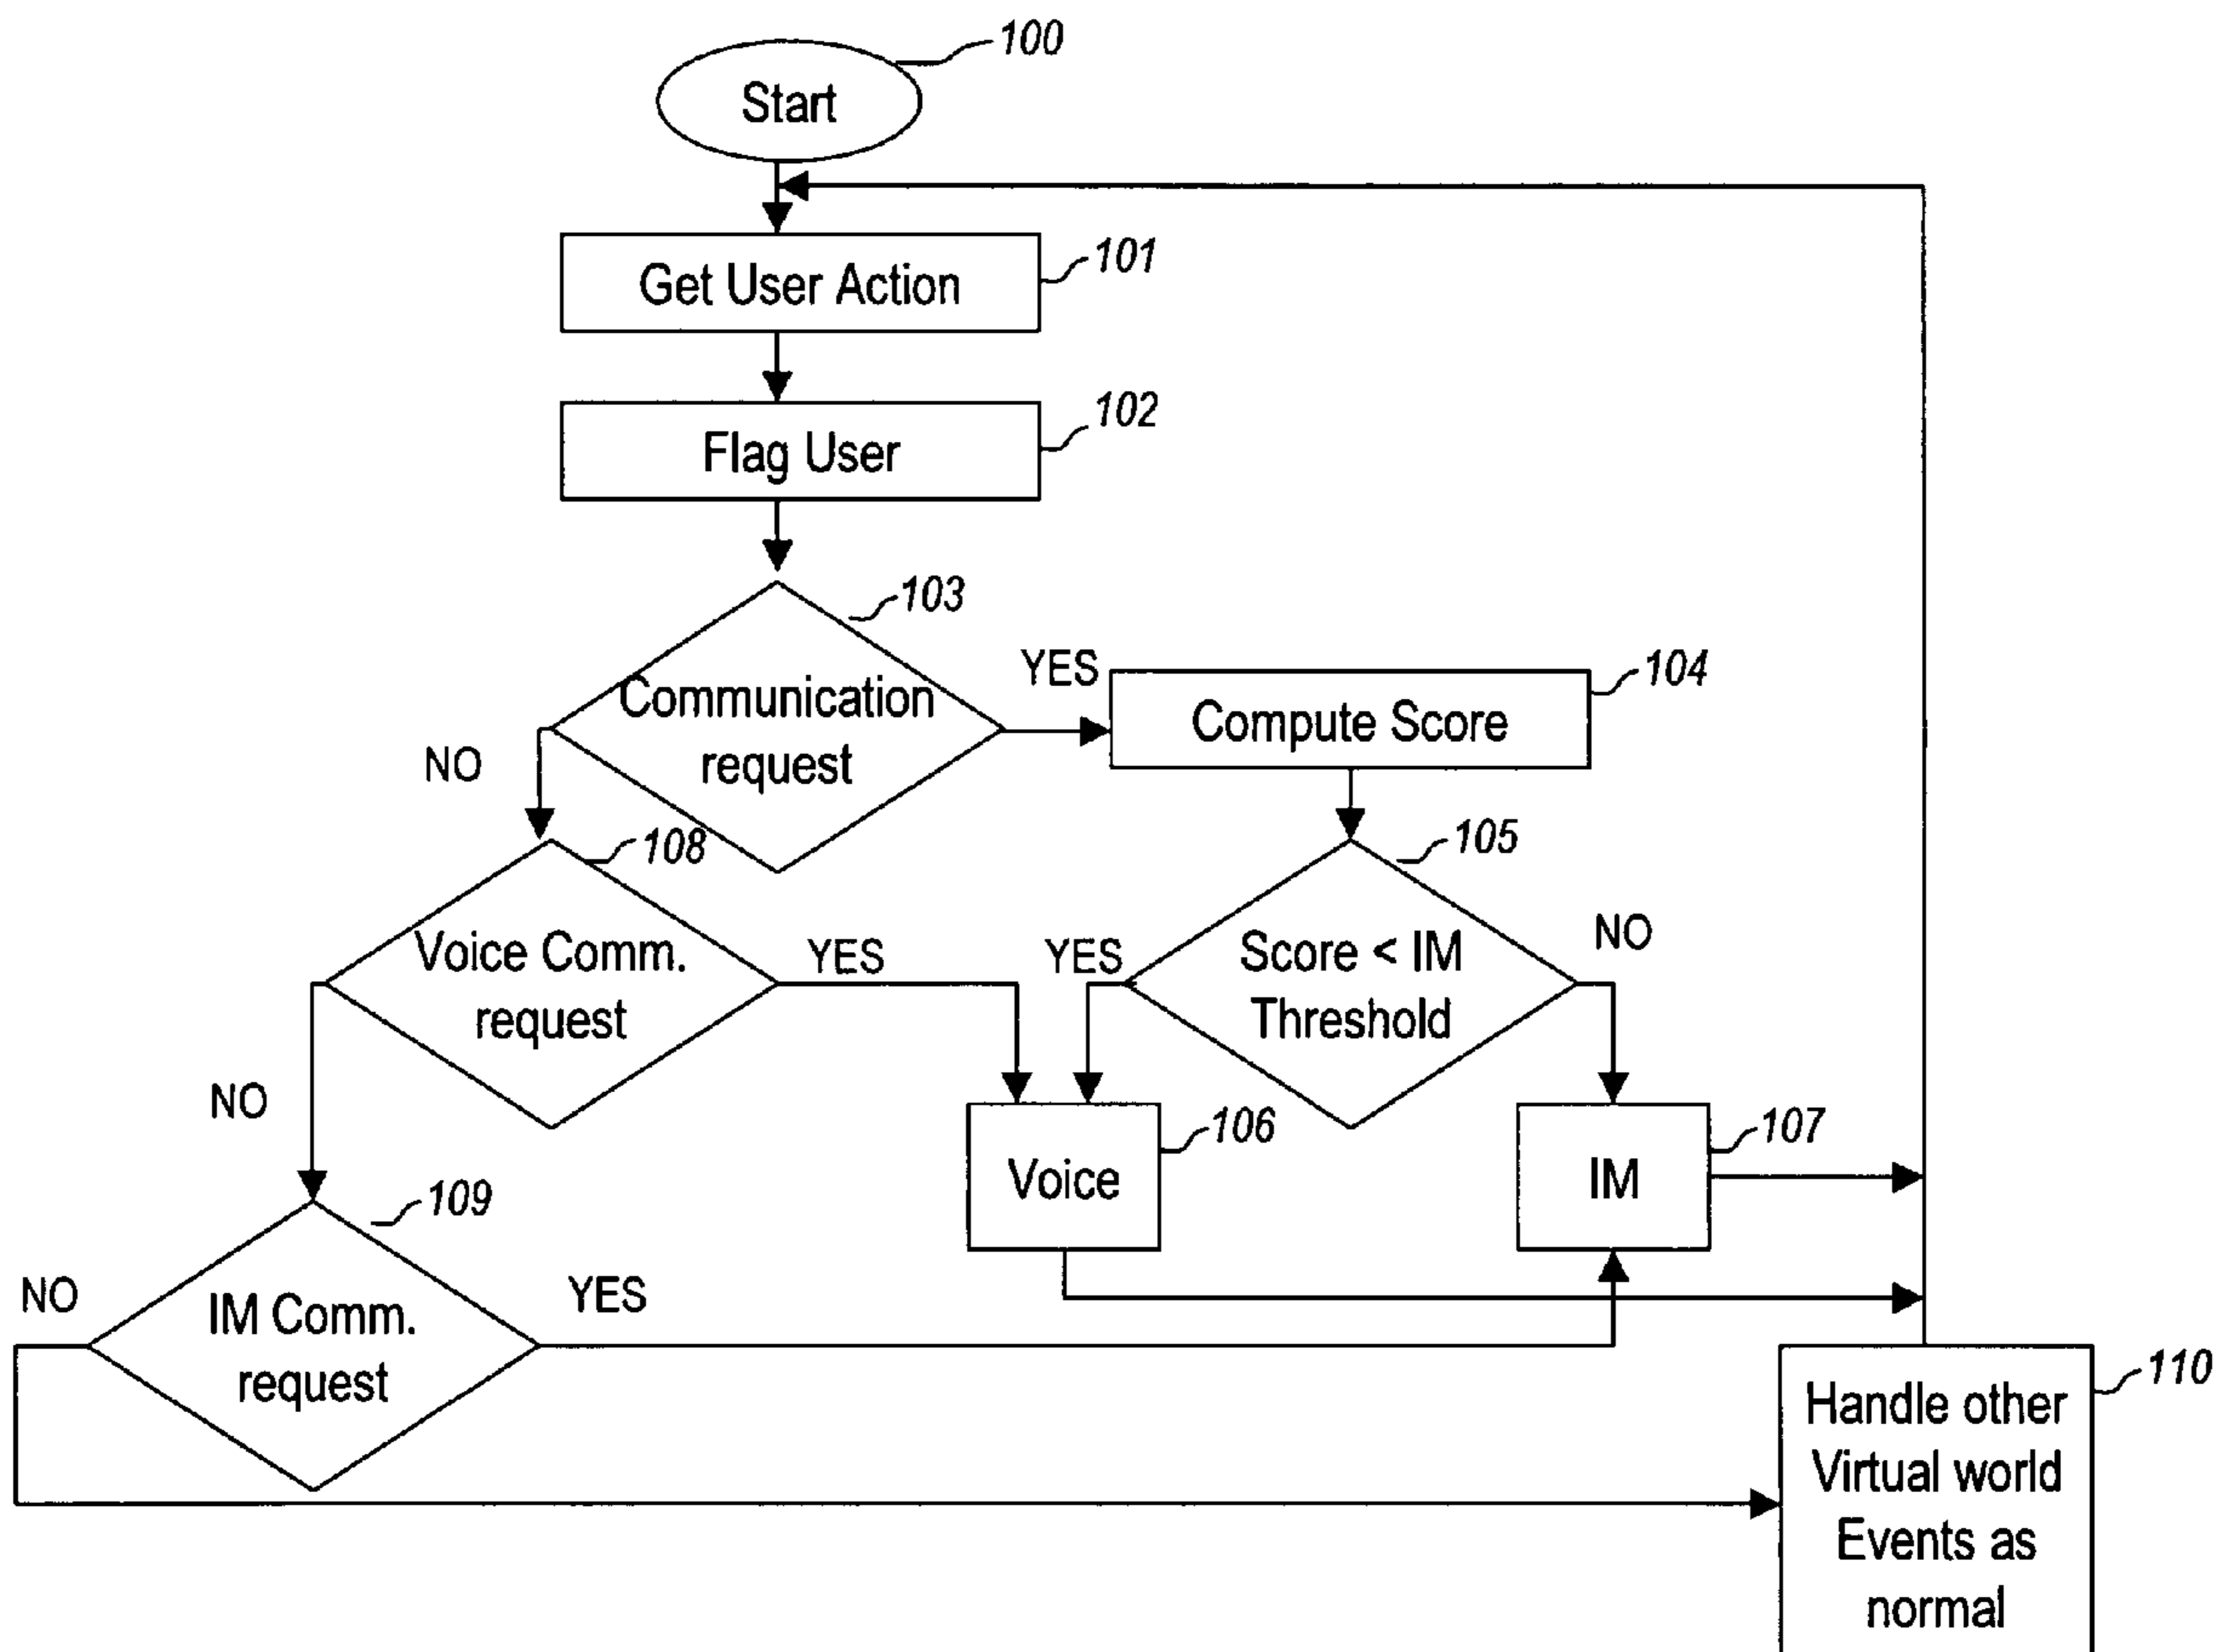 100
Start
Get User Action
101
Flag User
102
103
Communication
request
YES
NO
Compute Score
104
108
Voice Comm.
request
YES
NO
105
Score < IM
Threshold
YES
NO
Voice
106
IM
107
109
IM Comm.
request
NO
YES
110
Handle other
Virtual world
Events as
normal